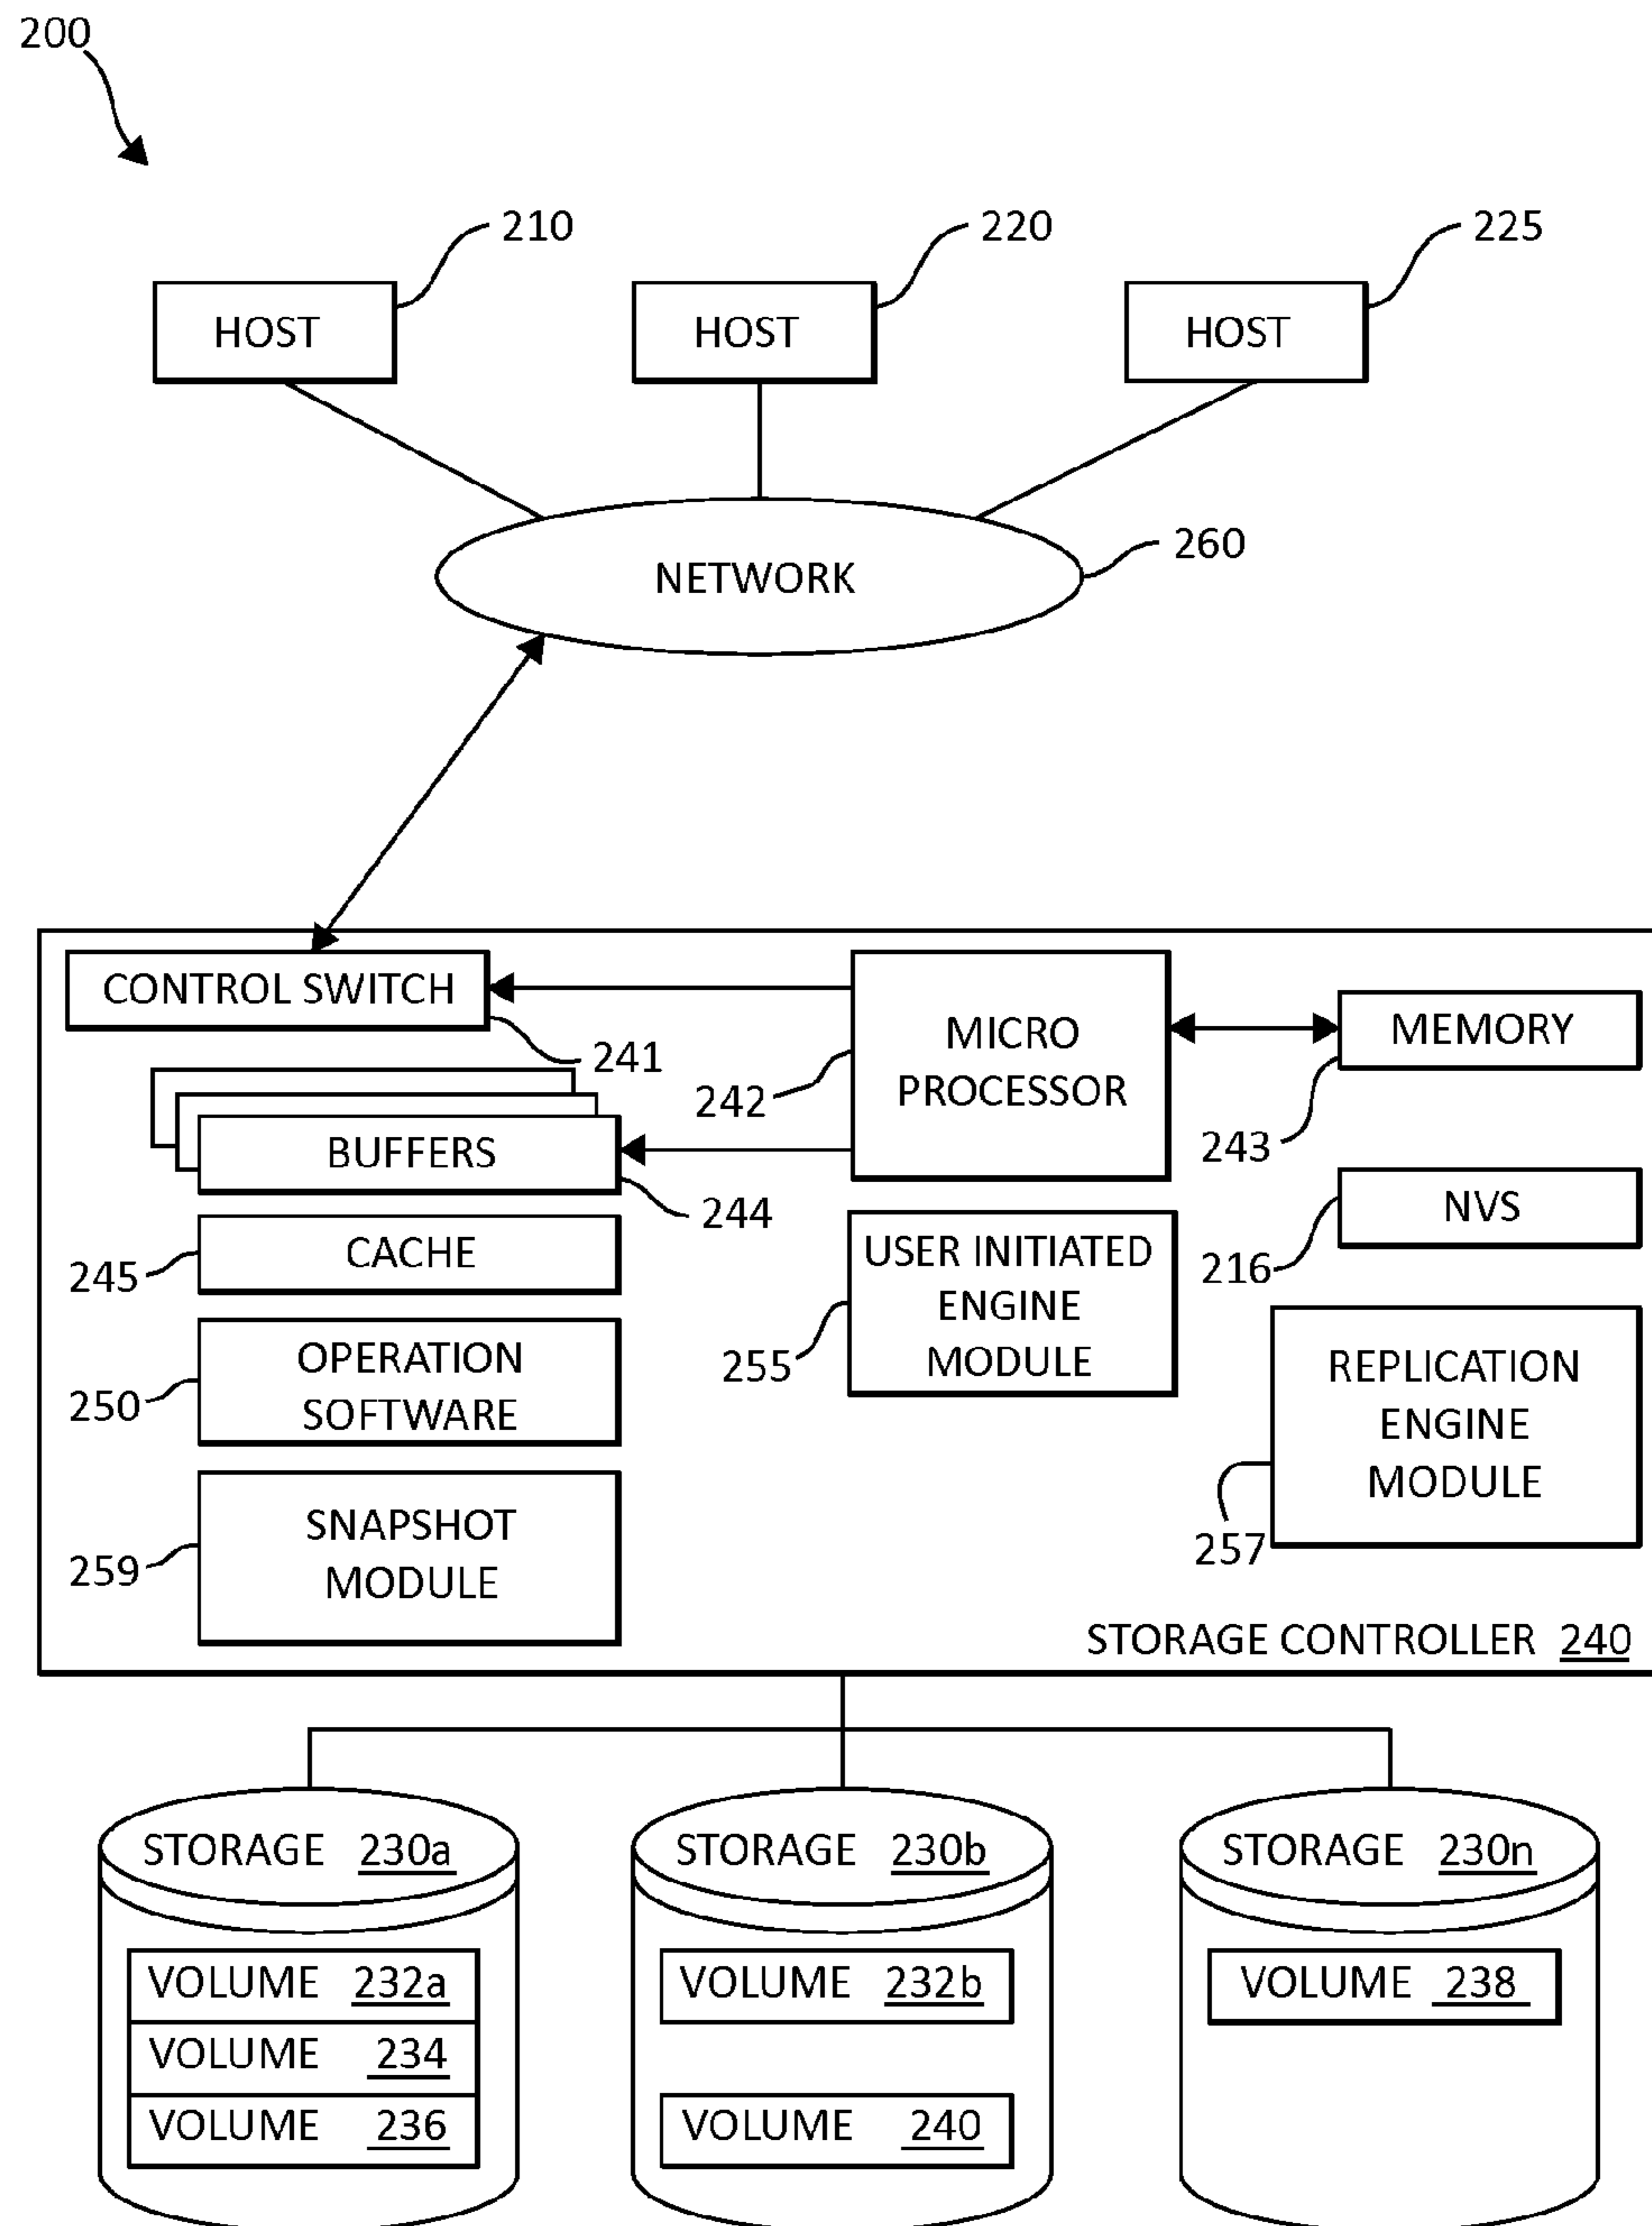 200
210
220
225
HOST
HOST
HOST
260
NETWORK
CONTROL SWITCH
241
MICRO
PROCESSOR
242
MEMORY
243
BUFFERS
244
NVS
216
CACHE
245
USER INITIATED
ENGINE
MODULE
255
OPERATION
SOFTWARE
250
REPLICATION
ENGINE
MODULE
257
SNAPSHOT
MODULE
259
STORAGE CONTROLLER 240
STORAGE 230a
VOLUME 232a
VOLUME 234
VOLUME 236
STORAGE 230b
VOLUME 232b
VOLUME 240
STORAGE 230n
VOLUME 238